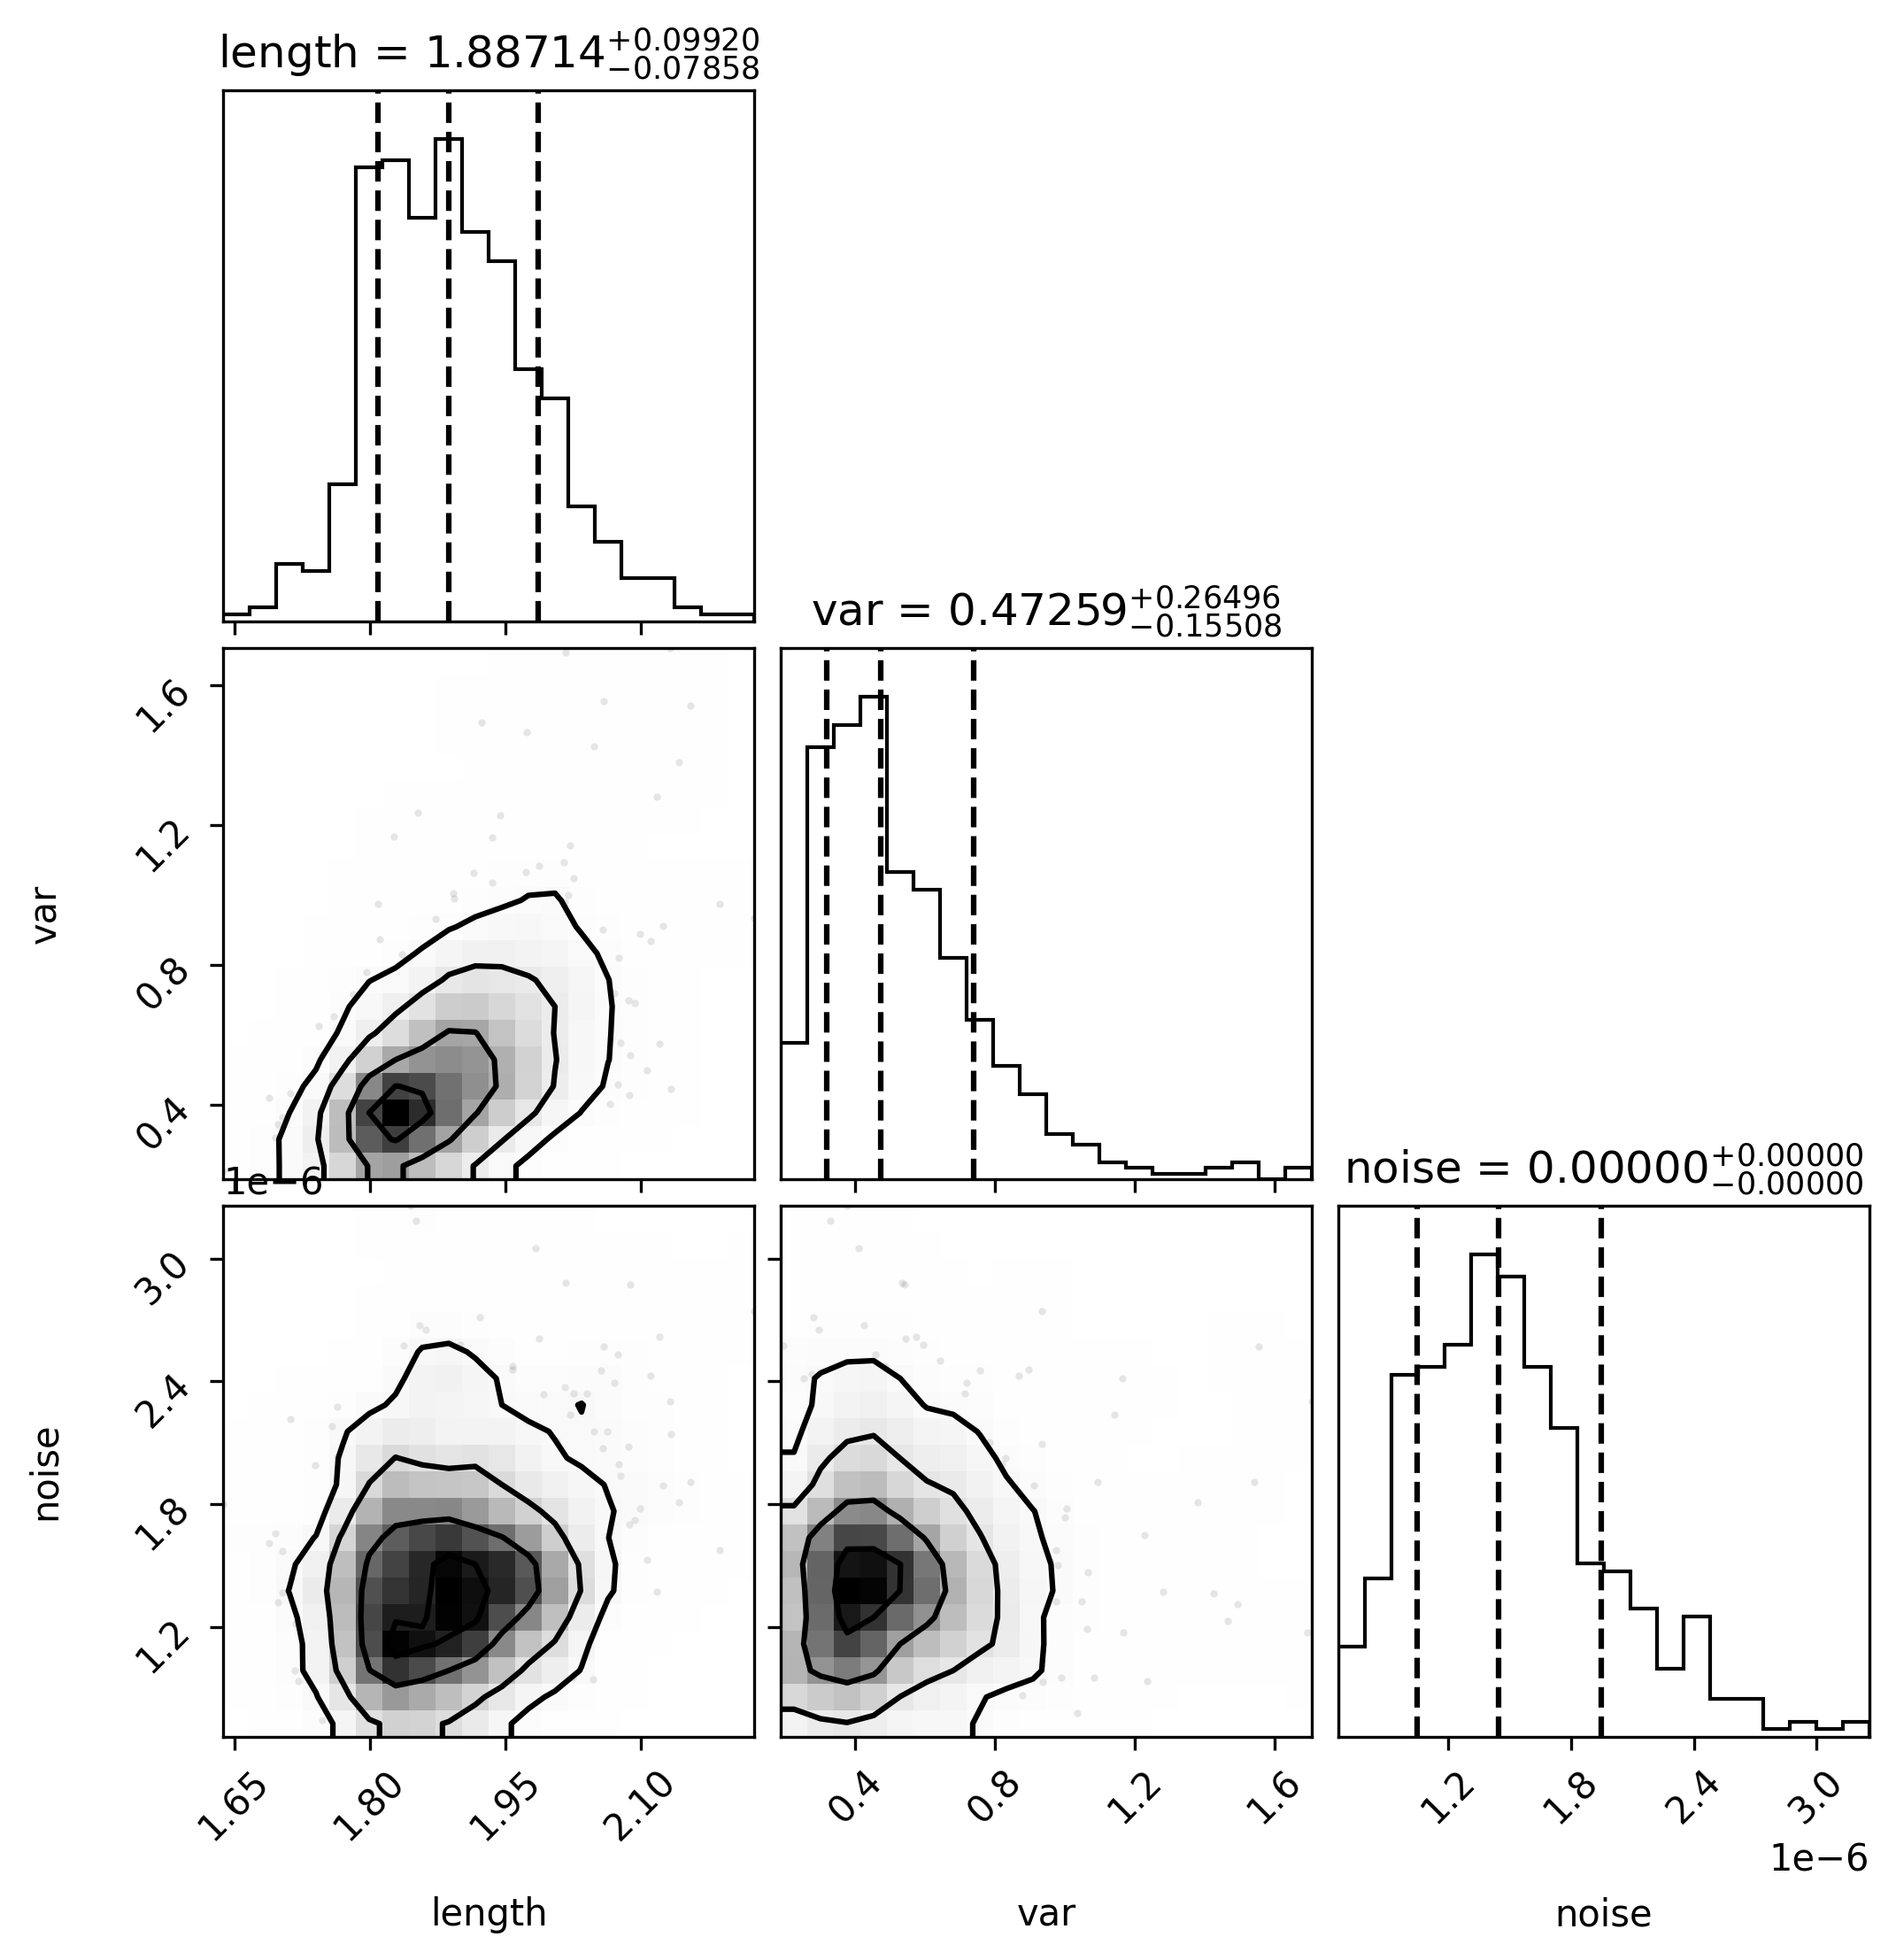 length = 1.88714+0.09920−0.07858
var = 0.47259+0.26496−0.15508
1.6
1.2
0.8
0.4
var
1e−6
noise = 0.00000+0.00000−0.00000
3.0
2.4
1.8
1.2
noise
1.65 1.80 1.95 2.10
0.4 0.8 1.2 1.6
1.2 1.8 2.4 3.0
1e−6
length var noise